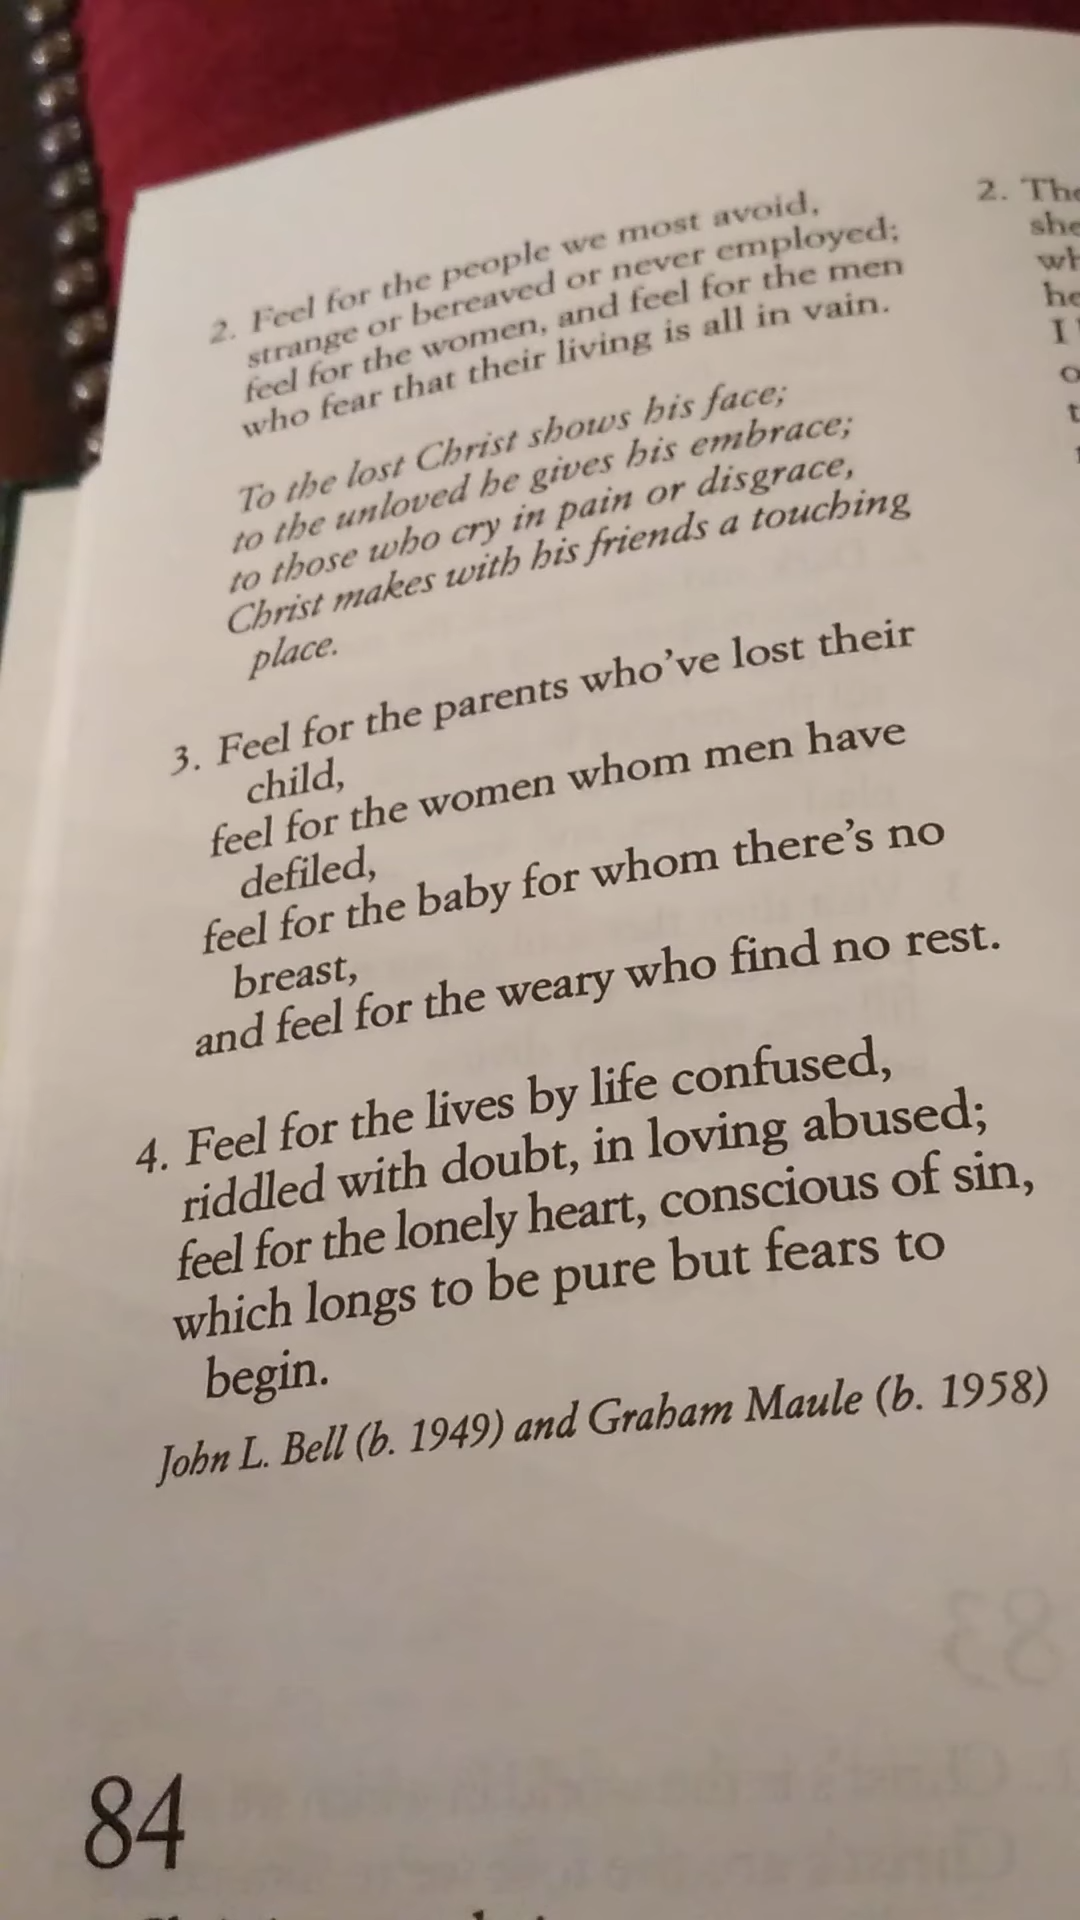 2. Feel for the people we most avoid,
strange or bereaved or never employed;
feel for the women, and feel for the men
who fear that their living is all in vain.
To the lost Christ shows his face;
to the unloved he gives his embrace;
to those who cry in pain or disgrace,
Christ makes with his friends a touching
place.
3. Feel for the parents who've lost their
child,
feel for the women whom men have
defiled,
feel for the baby for whom there's no
breast,
and feel for the weary who find no rest.
4. Feel for the lives by life confused,
riddled with doubt, in loving abused;
feel for the lonely heart, conscious of sin,
which longs to be pure but fears to
begin.
John L. Bell (b. 1949) and Graham Maule (b. 1958)
84
2.
I
83